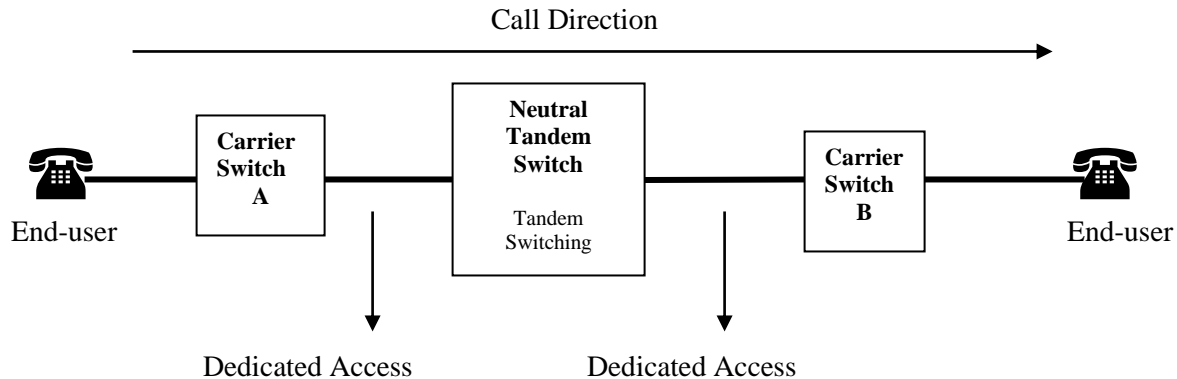 Call Direction
Neutral
Tandem
Switch
Tandem
Switching
Carrier
Switch
A
Carrier
Switch
B
End-user
End-user
Dedicated Access
Dedicated Access